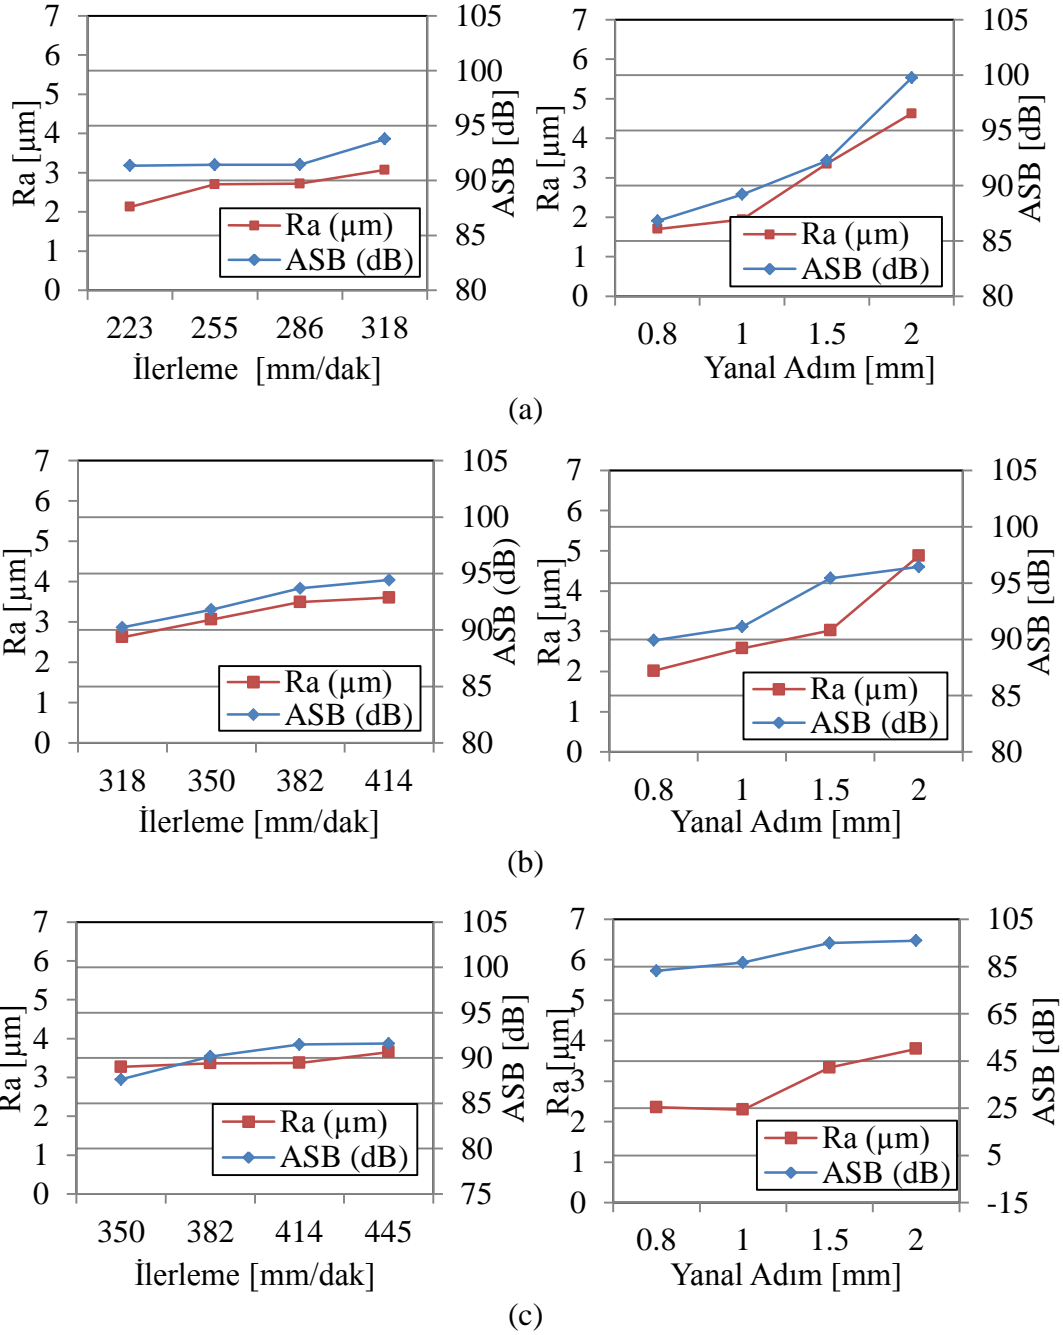 7
6
5
4
3
2
1
0
Ra [µm]
105
100
95
90
85
80
ASB [dB]
Ra (µm)
ASB (dB)
223 255 286 318
İlerleme [mm/dak]
7
6
5
4
3
2
1
0
Ra [µm]
105
100
95
90
85
80
ASB [dB]
Ra (µm)
ASB (dB)
0.8 1 1.5 2
Yanal Adım [mm]
(a)
7
6
5
4
3
2
1
0
Ra [µm]
105
100
95
90
85
80
ASB (dB)
Ra (µm)
ASB (dB)
318 350 382 414
İlerleme [mm/dak]
7
6
5
4
3
2
1
0
Ra [µm]
105
100
95
90
85
80
ASB [dB]
Ra (µm)
ASB (dB)
0.8 1 1.5 2
Yanal Adım [mm]
(b)
7
6
5
4
3
2
1
0
Ra [µm]
105
100
95
90
85
80
75
ASB [dB]
Ra (µm)
ASB (dB)
350 382 414 445
İlerleme [mm/dak]
7
6
5
4
3
2
1
0
Ra [µm]
105
85
65
45
25
5
-15
ASB [dB]
Ra (µm)
ASB (dB)
0.8 1 1.5 2
Yanal Adım [mm]
(c)